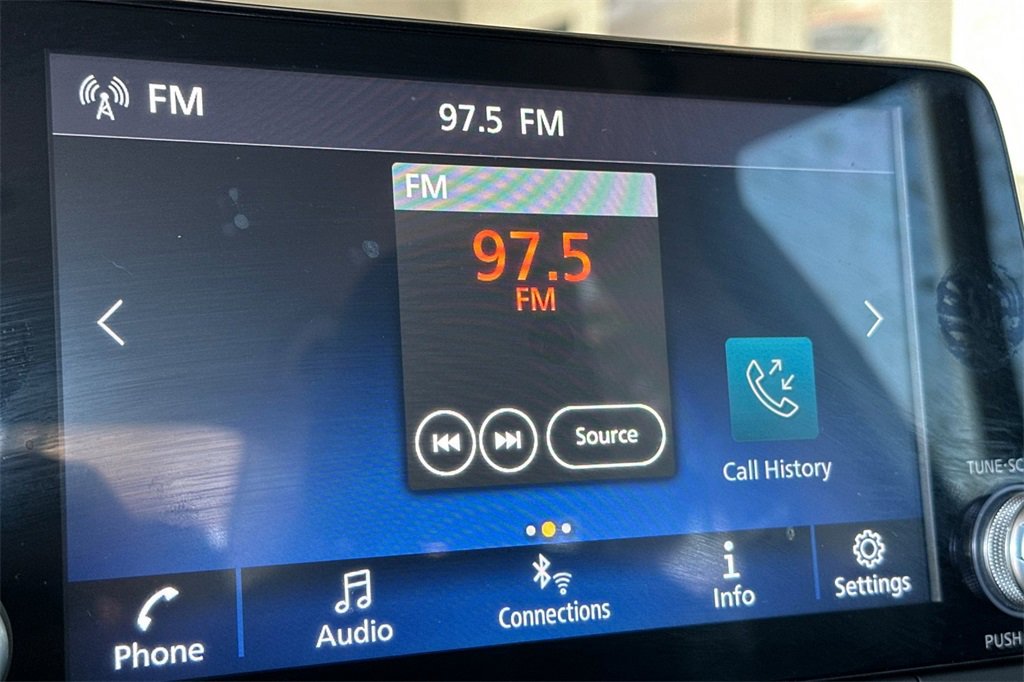 FM
97.5 FM
FM
97.5
FM
Source
Call History
TUNE·SC
Phone
Audio
Connections
Info
Settings
PUSH